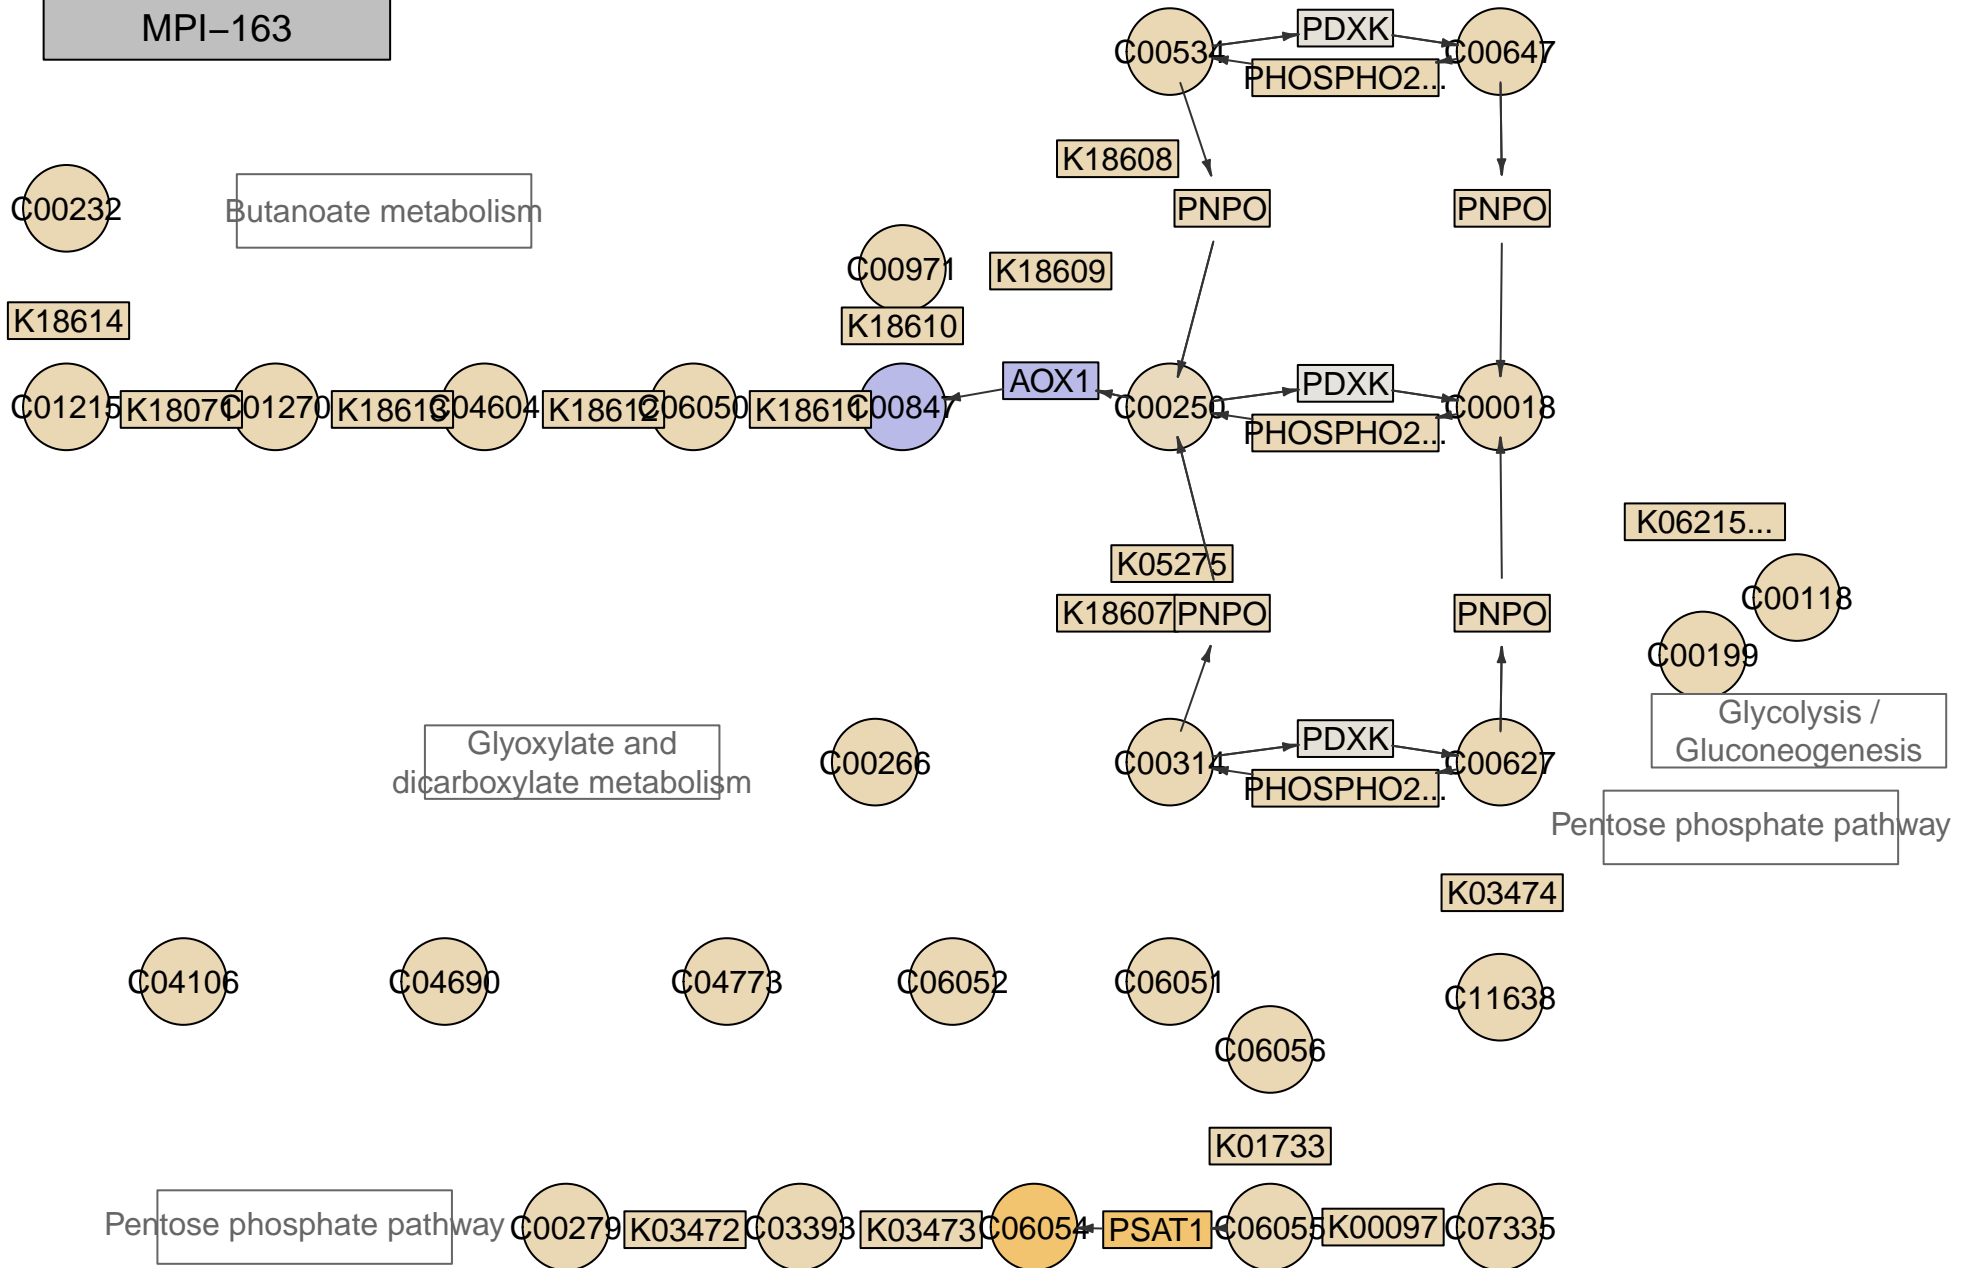 MPI–163
C00534
PDXK
C00647
PHOSPHO2...
K18608
C00232
Butanoate metabolism
PNPO
PNPO
C00971
K18609
K18614
K18610
AOX1
PDXK
C01215
K18071
C01270
K18613
C04604
K18612
C06050
K18611
C00847
C00250
C00018
PHOSPHO2...
K06215...
K05275
C00118
K18607
PNPO
PNPO
C00199
Glycolysis /
Gluconeogenesis
Glyoxylate and
dicarboxylate metabolism
C00266
C00314
PDXK
C00627
PHOSPHO2...
Pentose phosphate pathway
K03474
C04106
C04690
C04773
C06052
C06051
C11638
C06056
K01733
Pentose phosphate pathway
C00279
K03472
C03393
K03473
C06054
PSAT1
C06055
K00097
C07335